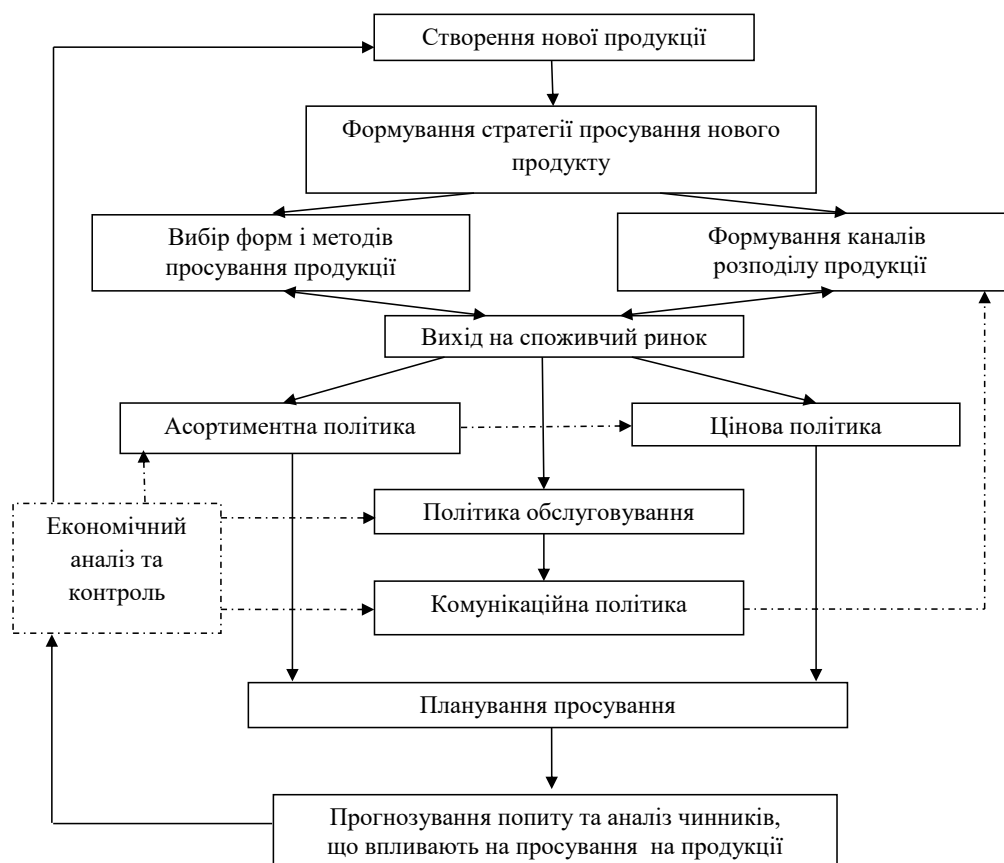 Створення нової продукції
Формування стратегії просування нового
продукту
Вибір форм і методів
просування продукції
Формування каналів
розподілу продукції
Вихід на споживчий ринок
Асортиментна політика
Цінова політика
Політика обслуговування
Економічний
аналіз та
контроль
Комунікаційна політика
Планування просування
Прогнозування попиту та аналіз чинників,
що впливають на просування на продукції